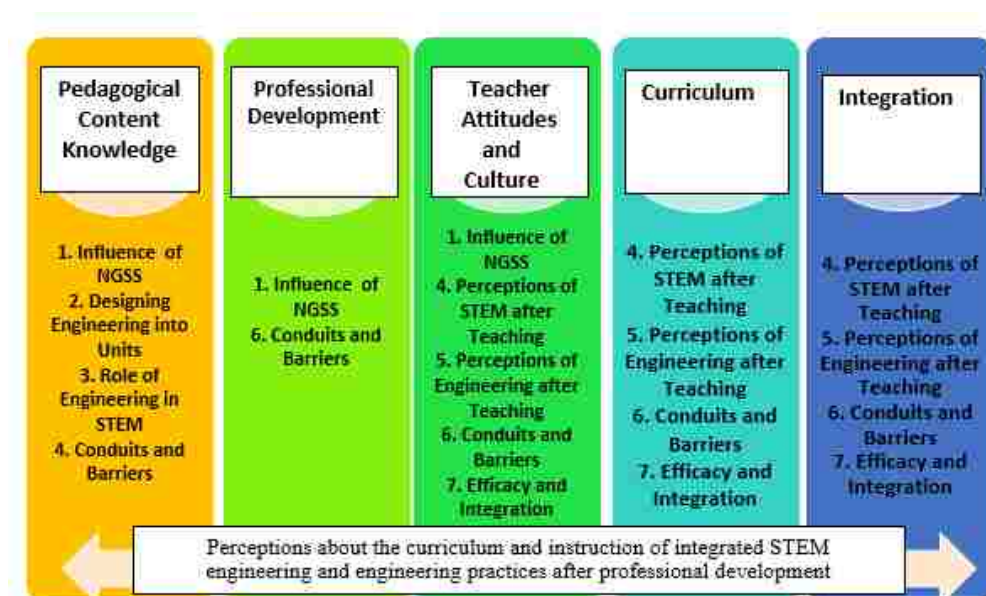 Pedagogical
Content
Knowledge
1. Influence of
NGSS
2. Designing
Engineering into
Units
3. Role of
Engineering in
STEM
4. Conduits and
Barriers
Professional
Development
1. Influence of
NGSS
6. Conduits and
Barriers
Teacher
Attitudes
and
Culture
1. Influence of
NGSS
4. Perceptions of
STEM after
Teaching
5. Perceptions of
Engineering after
Teaching
6. Conduits and
Barriers
7. Efficacy and
Integration
Curriculum
4. Perceptions of
STEM after
Teaching
5. Perceptions of
Engineering after
Teaching
6. Conduits and
Barriers
7. Efficacy and
Integration
Integration
4. Perceptions of
STEM after
Teaching
5. Perceptions of
Engineering after
Teaching
6. Conduits and
Barriers
7. Efficacy and
Integration
Perceptions about the curriculum and instruction of integrated STEM
engineering and engineering practices after professional development